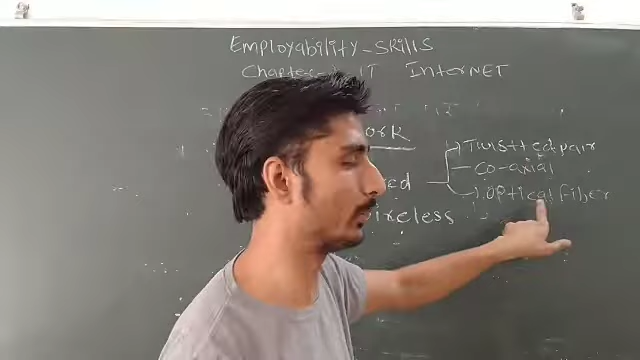 Employability-Skills
Chapter- IT InterNET
ork
Twistted pair
ed Co-axial
Optical fiber
ireless